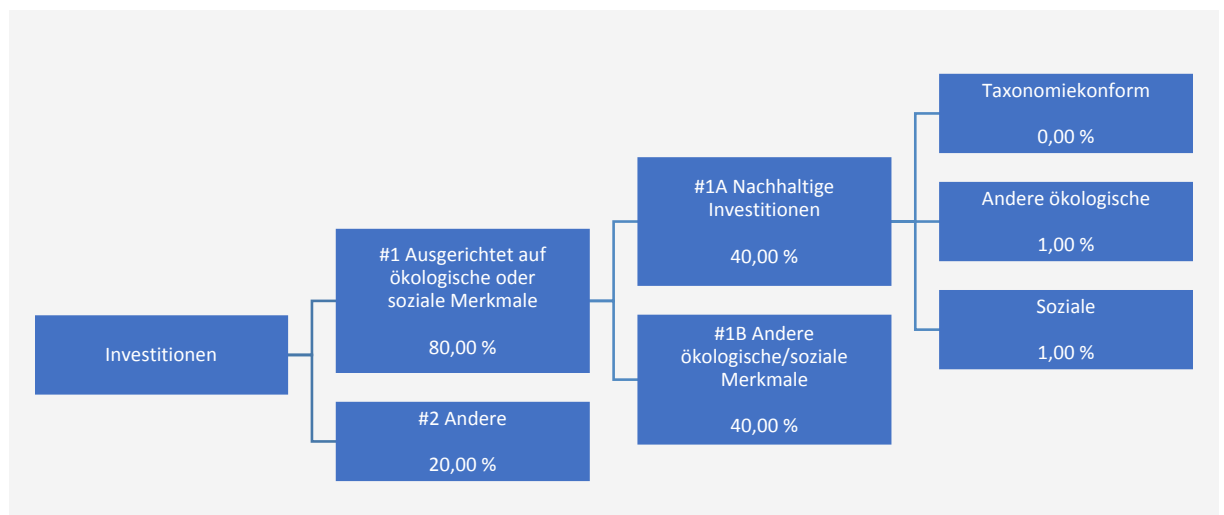 Investitionen
#1 Ausgerichtet auf
ökologische oder
soziale Merkmale
80,00 %
#2 Andere
20,00 %
#1A Nachhaltige
Investitionen
40,00 %
#1B Andere
ökologische/soziale
Merkmale
40,00 %
Taxonomiekonform
0,00 %
Andere ökologische
1,00 %
Soziale
1,00 %